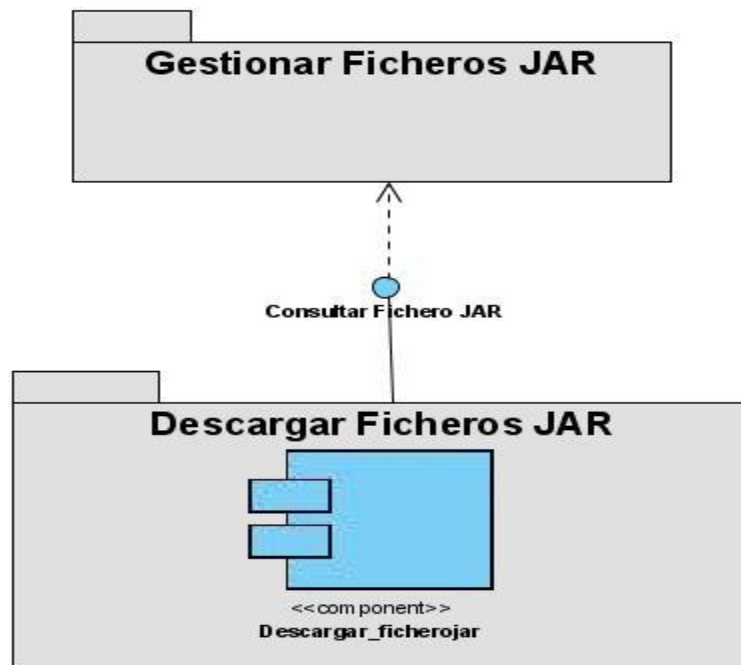 Gestionar Ficheros JAR
Consultar Fichero JAR
Descargar Ficheros JAR
<<component>>
Descargar_ficherojar